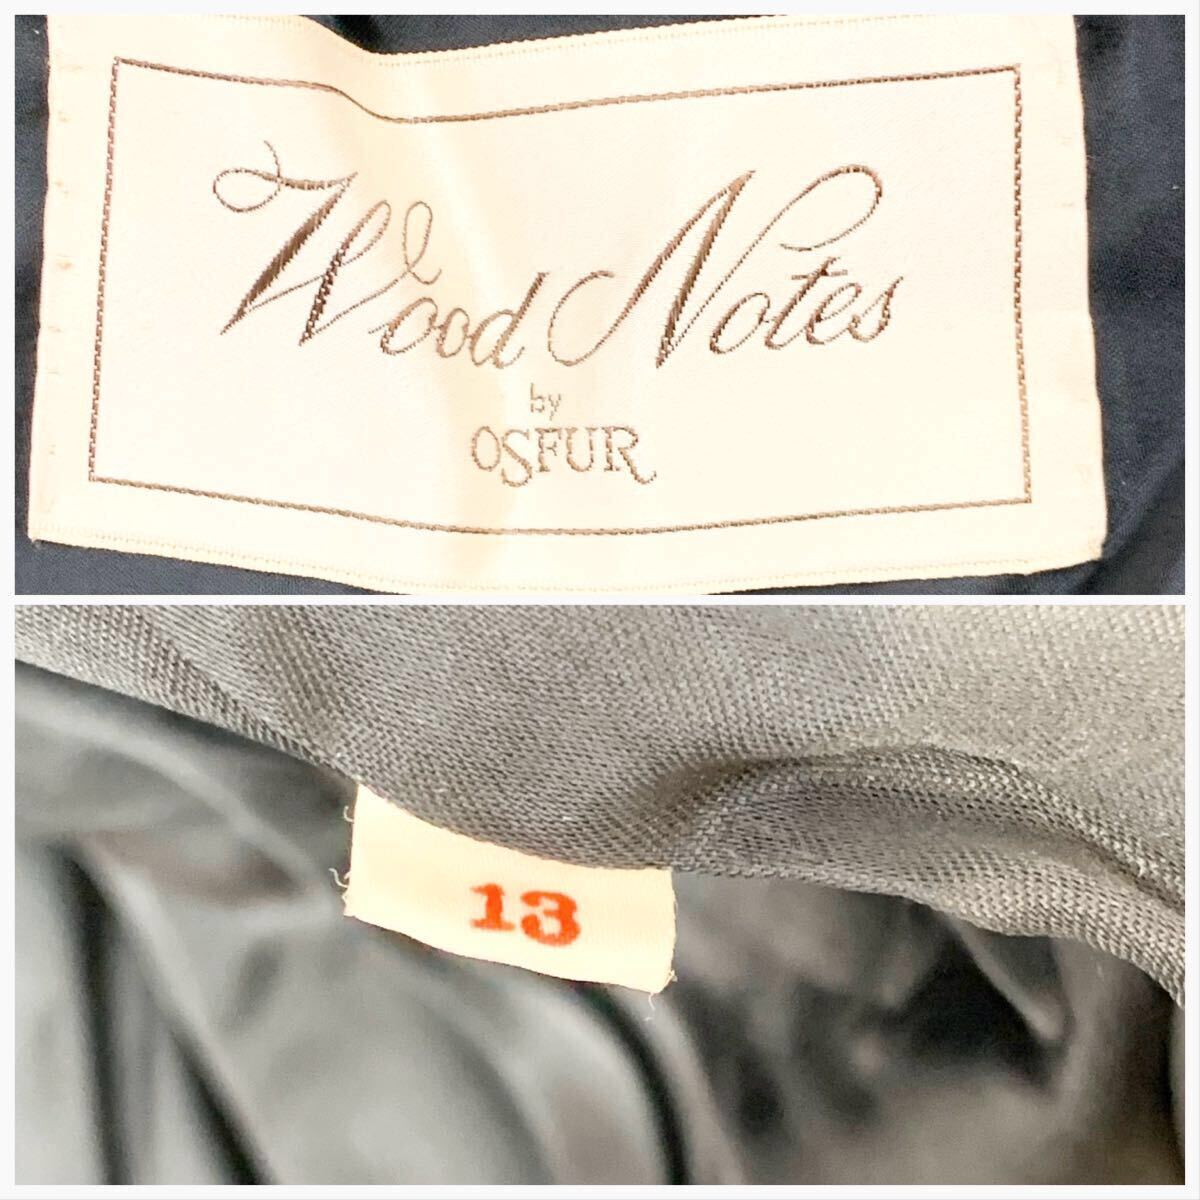 Wood Notes
by
OSFUR
13